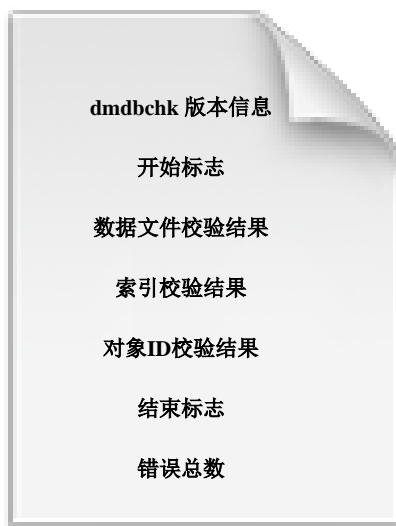 dmdbchk 版本信息
开始标志
数据文件校验结果
索引校验结果
对象ID校验结果
结束标志
错误总数